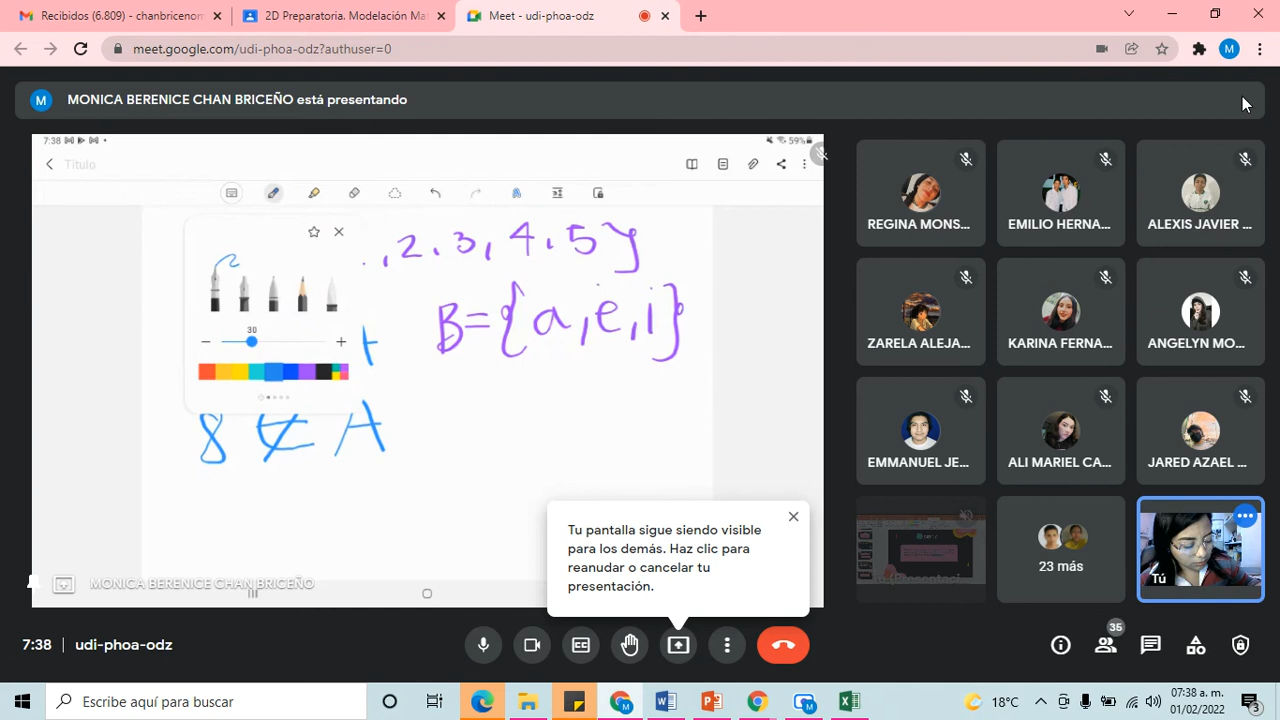 Recibidos (6.809) - chanbricenom
2D Preparatoria. Modelación Mat
Meet - udi-phoa-odz
meet.google.com/udi-phoa-odz?authuser=0
M
M
MONICA BERENICE CHAN BRICEÑO está presentando
7:38
59%
Título
, 2, 3, 4, 5}
B={a,e,i}
30
8 ∉ A
MONICA BERENICE CHAN BRICEÑO
Tu pantalla sigue siendo visible
para los demás. Haz clic para
reanudar o cancelar tu
presentación.
REGINA MONS...
EMILIO HERNA...
ALEXIS JAVIER ...
ZARELA ALEJA...
KARINA FERNA...
ANGELYN MO...
EMMANUEL JE...
ALI MARIEL CA...
JARED AZAEL ...
23 más
Tú
7:38
udi-phoa-odz
35
Escribe aquí para buscar
18°C
07:38 a. m.
01/02/2022
3